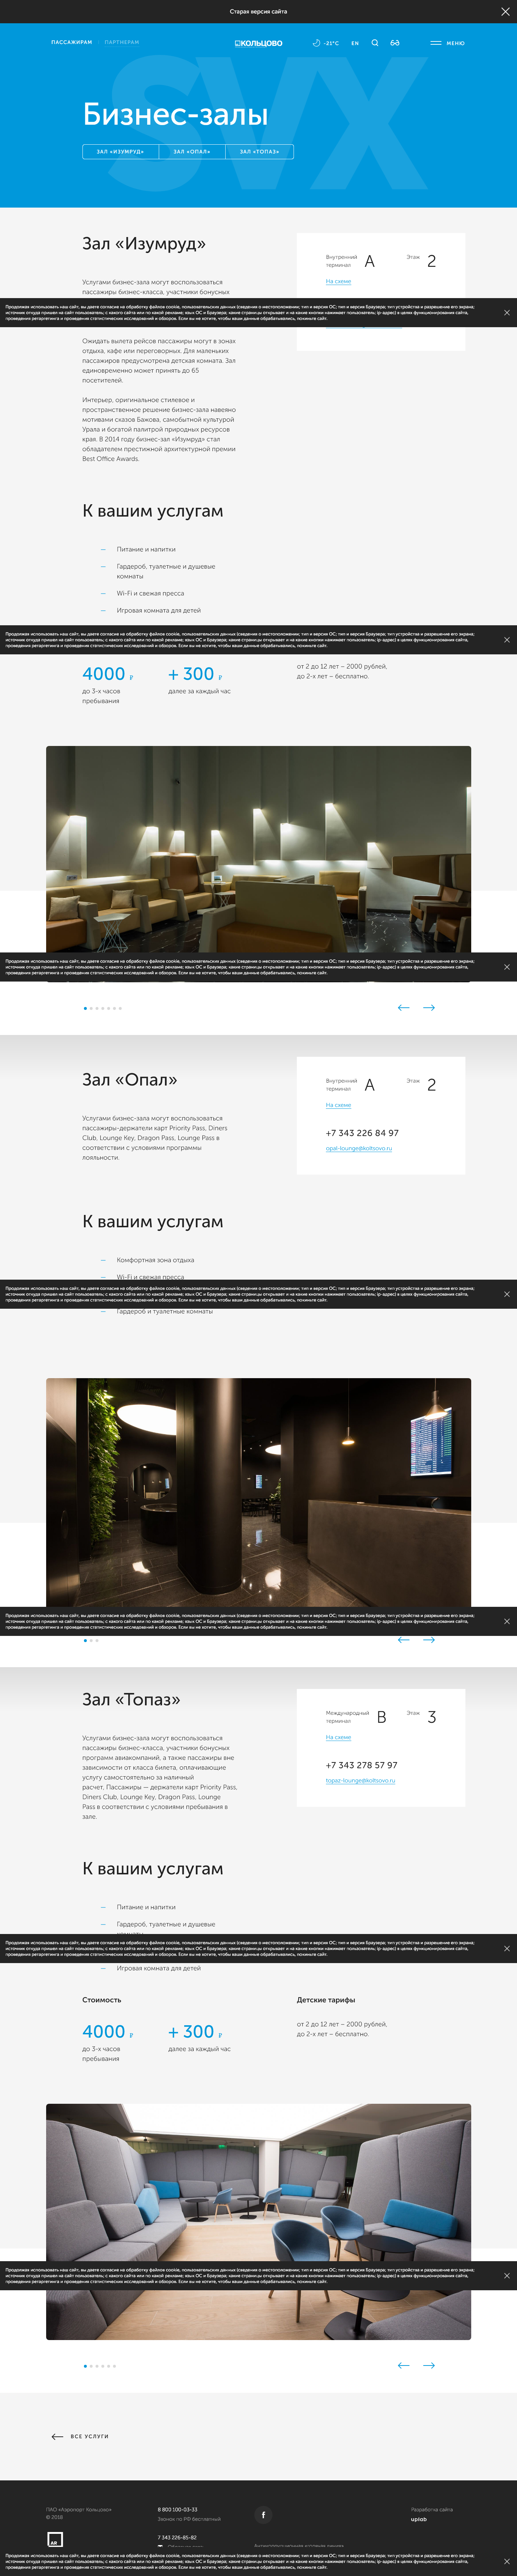 Старая версия сайта
ПАССАЖИРАМ ПАРТНЕРАМ
КОЛЬЦОВО
-21°C EN МЕНЮ
SVX
Бизнес-залы
ЗАЛ «ИЗУМРУД» ЗАЛ «ОПАЛ» ЗАЛ «ТОПАЗ»
Зал «Изумруд»
Внутренний терминал A Этаж 2
На схеме
Услугами бизнес-зала могут воспользоваться
пассажиры бизнес-класса, участники бонусных
Продолжая использовать наш сайт, вы даете согласие на обработку файлов cookie, пользовательских данных (сведения о местоположении; тип и версия ОС; тип и версия Браузера; тип устройства и разрешение его экрана;
источник откуда пришел на сайт пользователь; с какого сайта или по какой рекламе; язык ОС и Браузера; какие страницы открывает и на какие кнопки нажимает пользователь; ip-адрес) в целях функционирования сайта,
проведения ретаргетинга и проведения статистических исследований и обзоров. Если вы не хотите, чтобы ваши данные обрабатывались, покиньте сайт.
Ожидать вылета рейсов пассажиры могут в зонах
отдыха, кафе или переговорных. Для маленьких
пассажиров предусмотрена детская комната. Зал
единовременно может принять до 65
посетителей.
Интерьер, оригинальное стилевое и
пространственное решение бизнес-зала навеяно
мотивами сказов Бажова, самобытной культурой
Урала и богатой палитрой природных ресурсов
края. В 2014 году бизнес-зал «Изумруд» стал
обладателем престижной архитектурной премии
Best Office Awards.
К вашим услугам
— Питание и напитки
— Гардероб, туалетные и душевые
комнаты
— Wi-Fi и свежая пресса
— Игровая комната для детей
Продолжая использовать наш сайт, вы даете согласие на обработку файлов cookie, пользовательских данных (сведения о местоположении; тип и версия ОС; тип и версия Браузера; тип устройства и разрешение его экрана;
источник откуда пришел на сайт пользователь; с какого сайта или по какой рекламе; язык ОС и Браузера; какие страницы открывает и на какие кнопки нажимает пользователь; ip-адрес) в целях функционирования сайта,
проведения ретаргетинга и проведения статистических исследований и обзоров. Если вы не хотите, чтобы ваши данные обрабатывались, покиньте сайт.
4000 ₽ + 300 ₽
до 3-х часов
пребывания
далее за каждый час
от 2 до 12 лет – 2000 рублей,
до 2-х лет – бесплатно.
Продолжая использовать наш сайт, вы даете согласие на обработку файлов cookie, пользовательских данных (сведения о местоположении; тип и версия ОС; тип и версия Браузера; тип устройства и разрешение его экрана;
источник откуда пришел на сайт пользователь; с какого сайта или по какой рекламе; язык ОС и Браузера; какие страницы открывает и на какие кнопки нажимает пользователь; ip-адрес) в целях функционирования сайта,
проведения ретаргетинга и проведения статистических исследований и обзоров. Если вы не хотите, чтобы ваши данные обрабатывались, покиньте сайт.
Зал «Опал»
Внутренний терминал A Этаж 2
На схеме
+7 343 226 84 97
opal-lounge@koltsovo.ru
Услугами бизнес-зала могут воспользоваться
пассажиры-держатели карт Priority Pass, Diners
Club, Lounge Key, Dragon Pass, Lounge Pass в
соответствии с условиями программы
лояльности.
К вашим услугам
— Комфортная зона отдыха
— Wi-Fi и свежая пресса
Продолжая использовать наш сайт, вы даете согласие на обработку файлов cookie, пользовательских данных (сведения о местоположении; тип и версия ОС; тип и версия Браузера; тип устройства и разрешение его экрана;
источник откуда пришел на сайт пользователь; с какого сайта или по какой рекламе; язык ОС и Браузера; какие страницы открывает и на какие кнопки нажимает пользователь; ip-адрес) в целях функционирования сайта,
проведения ретаргетинга и проведения статистических исследований и обзоров. Если вы не хотите, чтобы ваши данные обрабатывались, покиньте сайт.
— Гардероб и туалетные комнаты
Продолжая использовать наш сайт, вы даете согласие на обработку файлов cookie, пользовательских данных (сведения о местоположении; тип и версия ОС; тип и версия Браузера; тип устройства и разрешение его экрана;
источник откуда пришел на сайт пользователь; с какого сайта или по какой рекламе; язык ОС и Браузера; какие страницы открывает и на какие кнопки нажимает пользователь; ip-адрес) в целях функционирования сайта,
проведения ретаргетинга и проведения статистических исследований и обзоров. Если вы не хотите, чтобы ваши данные обрабатывались, покиньте сайт.
Зал «Топаз»
Международный терминал B Этаж 3
На схеме
+7 343 278 57 97
topaz-lounge@koltsovo.ru
Услугами бизнес-зала могут воспользоваться
пассажиры бизнес-класса, участники бонусных
программ авиакомпаний, а также пассажиры вне
зависимости от класса билета, оплачивающие
услугу самостоятельно за наличный
расчет, Пассажиры — держатели карт Priority Pass,
Diners Club, Lounge Key, Dragon Pass, Lounge
Pass в соответствии с условиями пребывания в
зале.
К вашим услугам
— Питание и напитки
— Гардероб, туалетные и душевые
Продолжая использовать наш сайт, вы даете согласие на обработку файлов cookie, пользовательских данных (сведения о местоположении; тип и версия ОС; тип и версия Браузера; тип устройства и разрешение его экрана;
источник откуда пришел на сайт пользователь; с какого сайта или по какой рекламе; язык ОС и Браузера; какие страницы открывает и на какие кнопки нажимает пользователь; ip-адрес) в целях функционирования сайта,
проведения ретаргетинга и проведения статистических исследований и обзоров. Если вы не хотите, чтобы ваши данные обрабатывались, покиньте сайт.
— Игровая комната для детей
Стоимость Детские тарифы
4000 ₽ + 300 ₽
до 3-х часов
пребывания
далее за каждый час
от 2 до 12 лет – 2000 рублей,
до 2-х лет – бесплатно.
Продолжая использовать наш сайт, вы даете согласие на обработку файлов cookie, пользовательских данных (сведения о местоположении; тип и версия ОС; тип и версия Браузера; тип устройства и разрешение его экрана;
источник откуда пришел на сайт пользователь; с какого сайта или по какой рекламе; язык ОС и Браузера; какие страницы открывает и на какие кнопки нажимает пользователь; ip-адрес) в целях функционирования сайта,
проведения ретаргетинга и проведения статистических исследований и обзоров. Если вы не хотите, чтобы ваши данные обрабатывались, покиньте сайт.
ВСЕ УСЛУГИ
ПАО «Аэропорт Кольцово»
© 2018
8 800 100-03-33
Звонок по РФ бесплатный
7 343 226-85-82
Разработка сайта
uplab
AR
Продолжая использовать наш сайт, вы даете согласие на обработку файлов cookie, пользовательских данных (сведения о местоположении; тип и версия ОС; тип и версия Браузера; тип устройства и разрешение его экрана;
источник откуда пришел на сайт пользователь; с какого сайта или по какой рекламе; язык ОС и Браузера; какие страницы открывает и на какие кнопки нажимает пользователь; ip-адрес) в целях функционирования сайта,
проведения ретаргетинга и проведения статистических исследований и обзоров. Если вы не хотите, чтобы ваши данные обрабатывались, покиньте сайт.